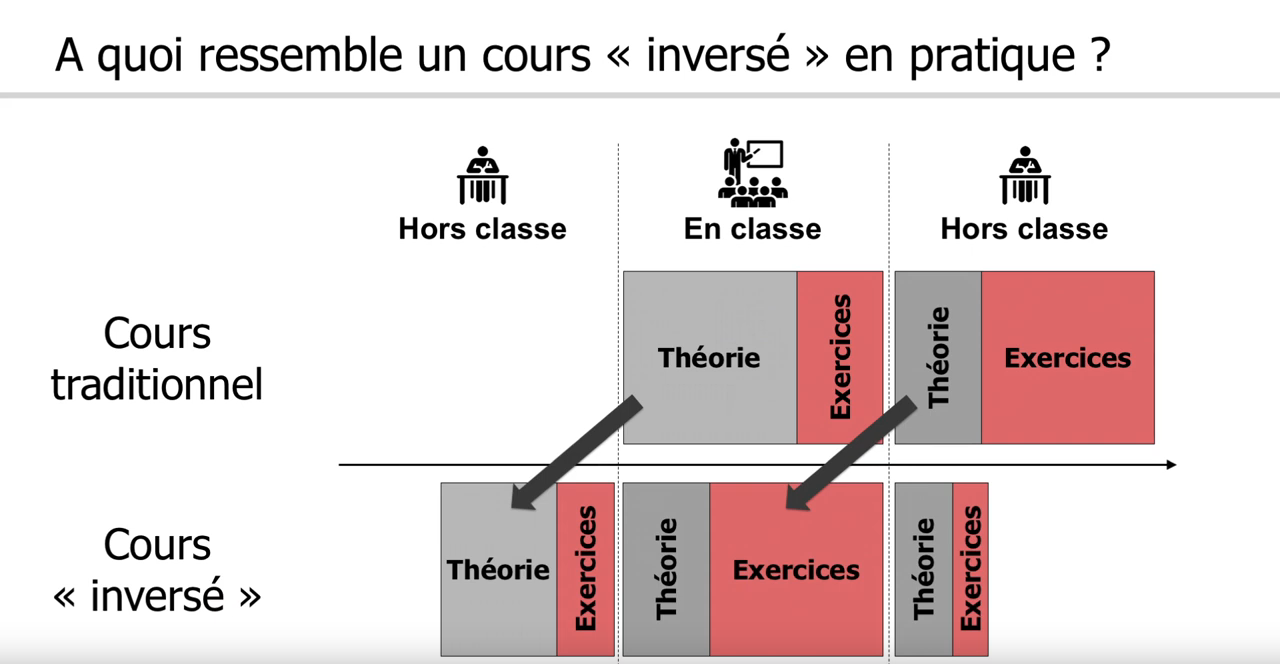 A quoi ressemble un cours « inversé » en pratique ?
Hors classe
En classe
Hors classe
Cours
traditionnel
Théorie
Exercices
Théorie
Exercices
Cours
« inversé »
Théorie
Exercices
Théorie
Exercices
Théorie
Exercices